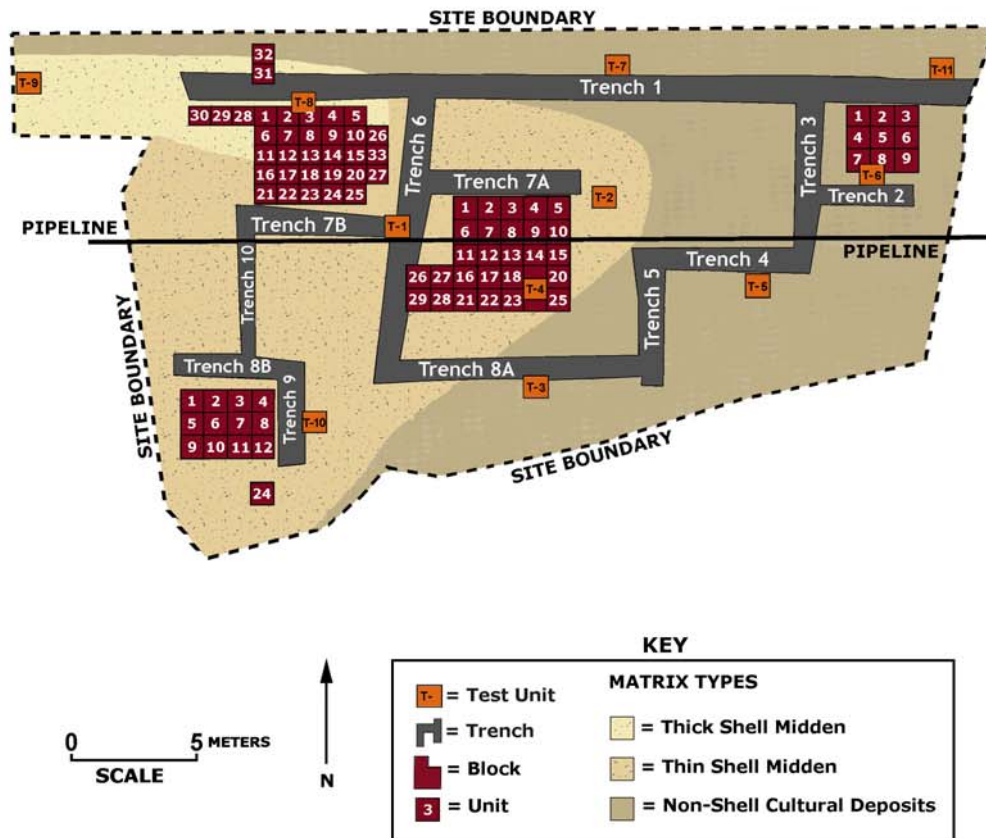 SITE BOUNDARY
32
31
T-9
T-7
T-11
Trench 1
T-8
30 29 28 1 2 3 4 5
6 7 8 9 10 26
11 12 13 14 15 33
16 17 18 19 20 27
21 22 23 24 25
Trench 6
Trench 3
1 2 3
4 5 6
7 8 9
T-6
Trench 7A
T-2
Trench 2
1 2 3 4 5
6 7 8 9 10
11 12 13 14 15
26 27 16 17 18 20
29 28 21 22 23 25
T-4
PIPELINE
Trench 7B
T-1
PIPELINE
Trench 10
Trench 4
T-5
Trench 5
SITE BOUNDARY
Trench 8B
Trench 9
Trench 8A
T-3
1 2 3 4
5 6 7 8
9 10 11 12
T-10
24
SITE BOUNDARY
KEY
T- = Test Unit
= Trench
= Block
3 = Unit
MATRIX TYPES
= Thick Shell Midden
= Thin Shell Midden
= Non-Shell Cultural Deposits
0 5 METERS
SCALE
N